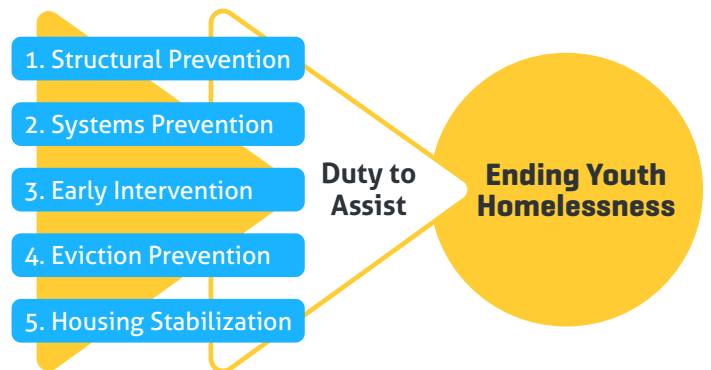 1. Structural Prevention
2. Systems Prevention
3. Early Intervention
4. Eviction Prevention
5. Housing Stabilization
Duty to
Assist
Ending Youth
Homelessness